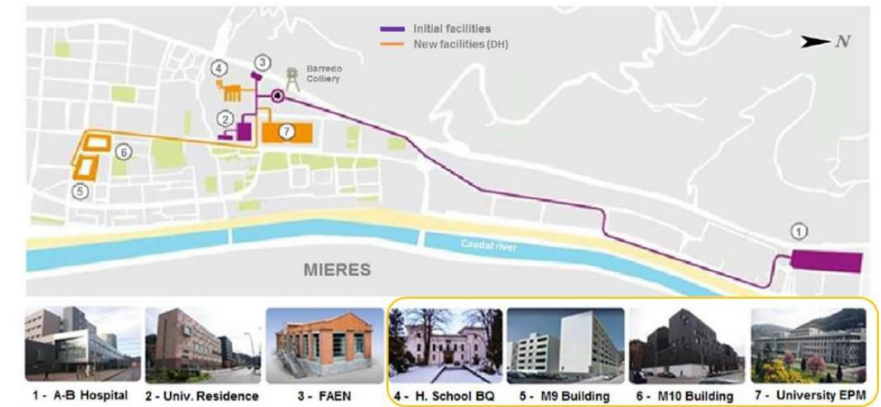 Initial facilities
New facilities (DH)
N
4
3
Barredo
Colliery
2
7
6
5
1
Caudal river
MIERES
1 - A-B Hospital
2 - Univ. Residence
3 - FAEN
4 - H. School BQ
5 - M9 Building
6 - M10 Building
7 - University EPM